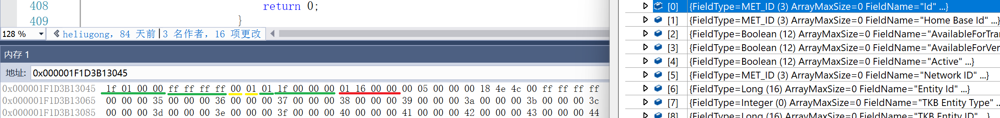 408 return 0;
409 }
128 % heliugong, 84 天前|3 名作者, 16 项更改
内存 1
地址: 0x000001F1D3B13045
0x000001F1D3B13045 1f 01 00 00 ff ff ff ff 00 01 01 1f 00 00 00 01 16 00 00 00 05 00 00 00 18 4e 4c 00 ff ff ff ff
0x000001F1D3B13065 00 00 00 35 00 00 00 36 00 00 00 37 00 00 00 38 00 00 00 39 00 00 00 3a 00 00 00 3b 00 00 00 3c
0x000001F1D3B13085 00 00 00 3d 00 00 00 3e 00 00 00 3f 00 00 00 40 00 00 00 41 00 00 00 42 00 00 00 43 00 00 00 44
[0] {FieldType=MET_ID (3) ArrayMaxSize=0 FieldName="Id" ...}
[1] {FieldType=MET_ID (3) ArrayMaxSize=0 FieldName="Home Base Id" ...}
[2] {FieldType=Boolean (12) ArrayMaxSize=0 FieldName="AvailableForTra
[3] {FieldType=Boolean (12) ArrayMaxSize=0 FieldName="AvailableForVer
[4] {FieldType=Boolean (12) ArrayMaxSize=0 FieldName="Active" ...}
[5] {FieldType=MET_ID (3) ArrayMaxSize=0 FieldName="Network ID" ...}
[6] {FieldType=Long (16) ArrayMaxSize=0 FieldName="Entity Id" ...}
[7] {FieldType=Integer (0) ArrayMaxSize=0 FieldName="TKB Entity Type" ..
[8] {FieldType=Long (16) ArrayMaxSize=0 FieldName="TKB Entity ID" ...}